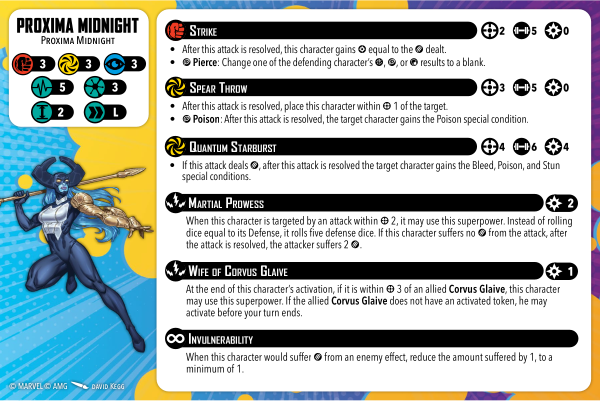 PROXIMA MIDNIGHT
PROXIMA MIDNIGHT
3 3 3
5 3
2 L
STRIKE 2 5 0
• After this attack is resolved, this character gains equal to the dealt.
• Pierce: Change one of the defending character's , , or results to a blank.
SPEAR THROW 3 5 0
• After this attack is resolved, place this character within 1 of the target.
• Poison: After this attack is resolved, the target character gains the Poison special condition.
QUANTUM STARBURST 4 6 4
• If this attack deals , after this attack is resolved the target character gains the Bleed, Poison, and Stun
special conditions.
MARTIAL PROWESS 2
When this character is targeted by an attack within 2, it may use this superpower. Instead of rolling
dice equal to its Defense, it rolls five defense dice. If this character suffers no from the attack, after
the attack is resolved, the attacker suffers 2 .
WIFE OF CORVUS GLAIVE 1
At the end of this character's activation, if it is within 3 of an allied Corvus Glaive, this character
may use this superpower. If the allied Corvus Glaive does not have an activated token, he may
activate before your turn ends.
INVULNERABILITY
When this character would suffer from an enemy effect, reduce the amount suffered by 1, to a
minimum of 1.
© MARVEL © AMG DAVID KEGG